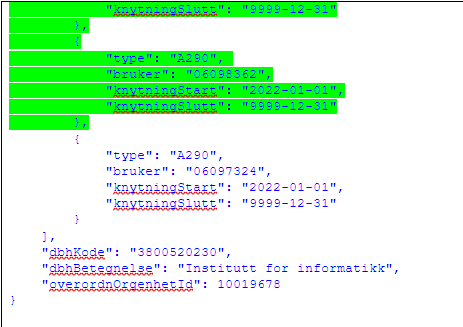 "knytningSlutt": "9999-12-31"
},
{
"type": "A290",
"bruker": "06098362",
"knytningStart": "2022-01-01",
"knytningSlutt": "9999-12-31"
},
{
"type": "A290",
"bruker": "06097324",
"knytningStart": "2022-01-01",
"knytningSlutt": "9999-12-31"
}
],
"dbhKode": "3800520230",
"dbhBetegnelse": "Institutt for informatikk",
"overordnOrgenhetId": 10019678
}